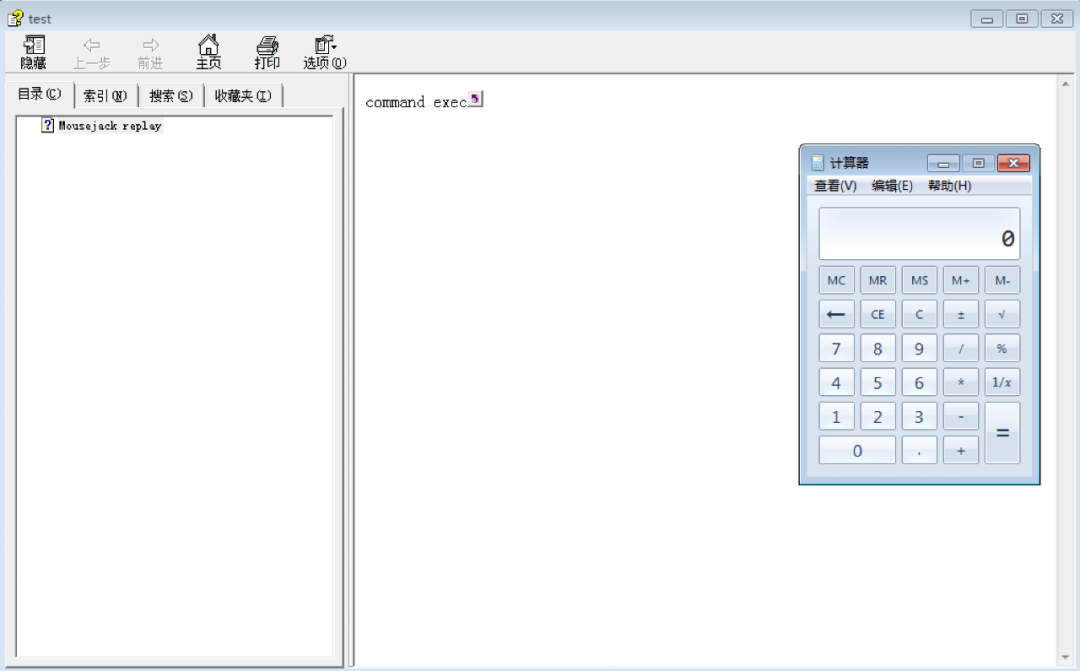 test
隐藏 上一步 前进 主页 打印 选项(O)
目录(C) 索引(N) 搜索(S) 收藏夹(I)
Mousejack replay
command exec
计算器
查看(V) 编辑(E) 帮助(H)
0
MC MR MS M+ M-
← CE C ± √
7 8 9 / %
4 5 6 * 1/x
1 2 3 - =
0 . +